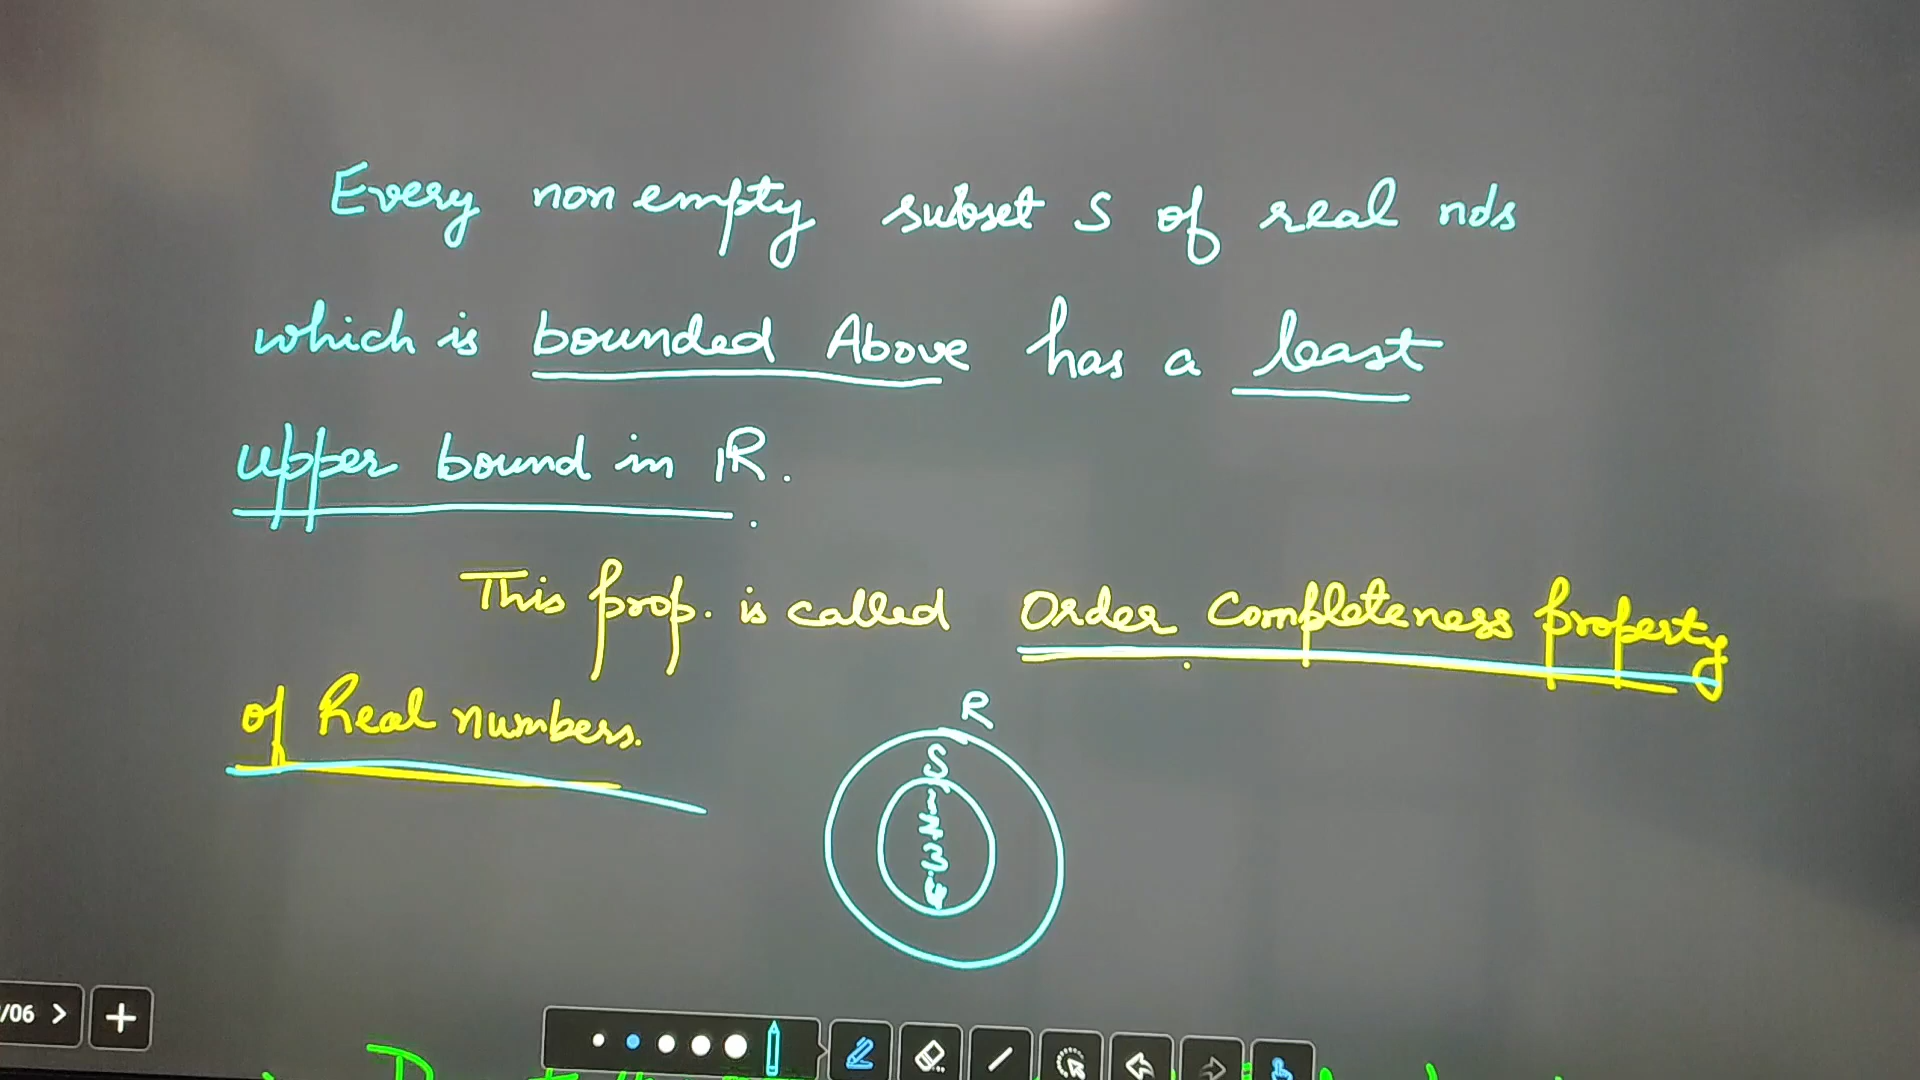 Every non empty subset S of real nos
which is bounded Above has a least
upper bound in R.
This prop. is called Order Completeness property
of Real numbers.
R
S
/06 >